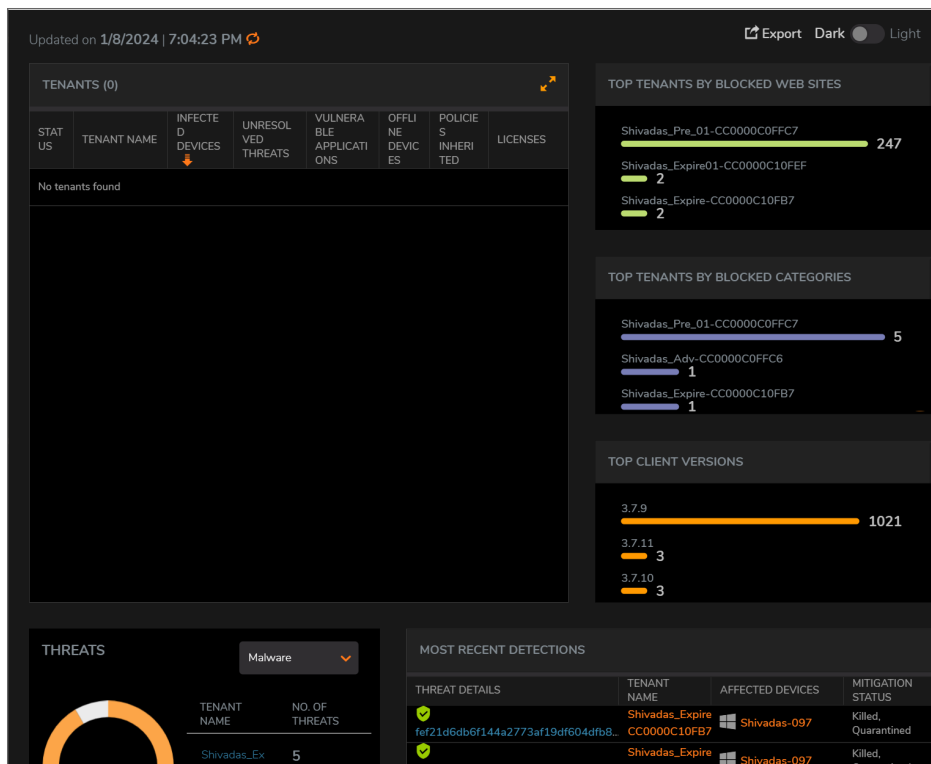 Updated on 1/8/2024 | 7:04:23 PM
Export Dark Light
TENANTS (0)
STAT
US
TENANT NAME
INFECTE
D
DEVICES
UNRESOL
VED
THREATS
VULNERA
BLE
APPLICATI
ONS
OFFLI
NE
DEVIC
ES
POLICIE
S
INHERI
TED
LICENSES
No tenants found
TOP TENANTS BY BLOCKED WEB SITES
Shivadas_Pre_01-CC0000C0FFC7
247
Shivadas_Expire01-CC0000C10FEF
2
Shivadas_Expire-CC0000C10FB7
2
TOP TENANTS BY BLOCKED CATEGORIES
Shivadas_Pre_01-CC0000C0FFC7
5
Shivadas_Adv-CC0000C0FFC6
1
Shivadas_Expire-CC0000C10FB7
1
TOP CLIENT VERSIONS
3.7.9
1021
3.7.11
3
3.7.10
3
THREATS
Malware
TENANT
NAME
NO. OF
THREATS
Shivadas_Ex
5
MOST RECENT DETECTIONS
THREAT DETAILS
TENANT
NAME
AFFECTED DEVICES
MITIGATION
STATUS
fef21d6db6f144a2773af19df604dfb8...
Shivadas_Expire
CC0000C10FB7
Shivadas-097
Killed,
Quarantined
Shivadas_Expire
Shivadas-097
Killed,